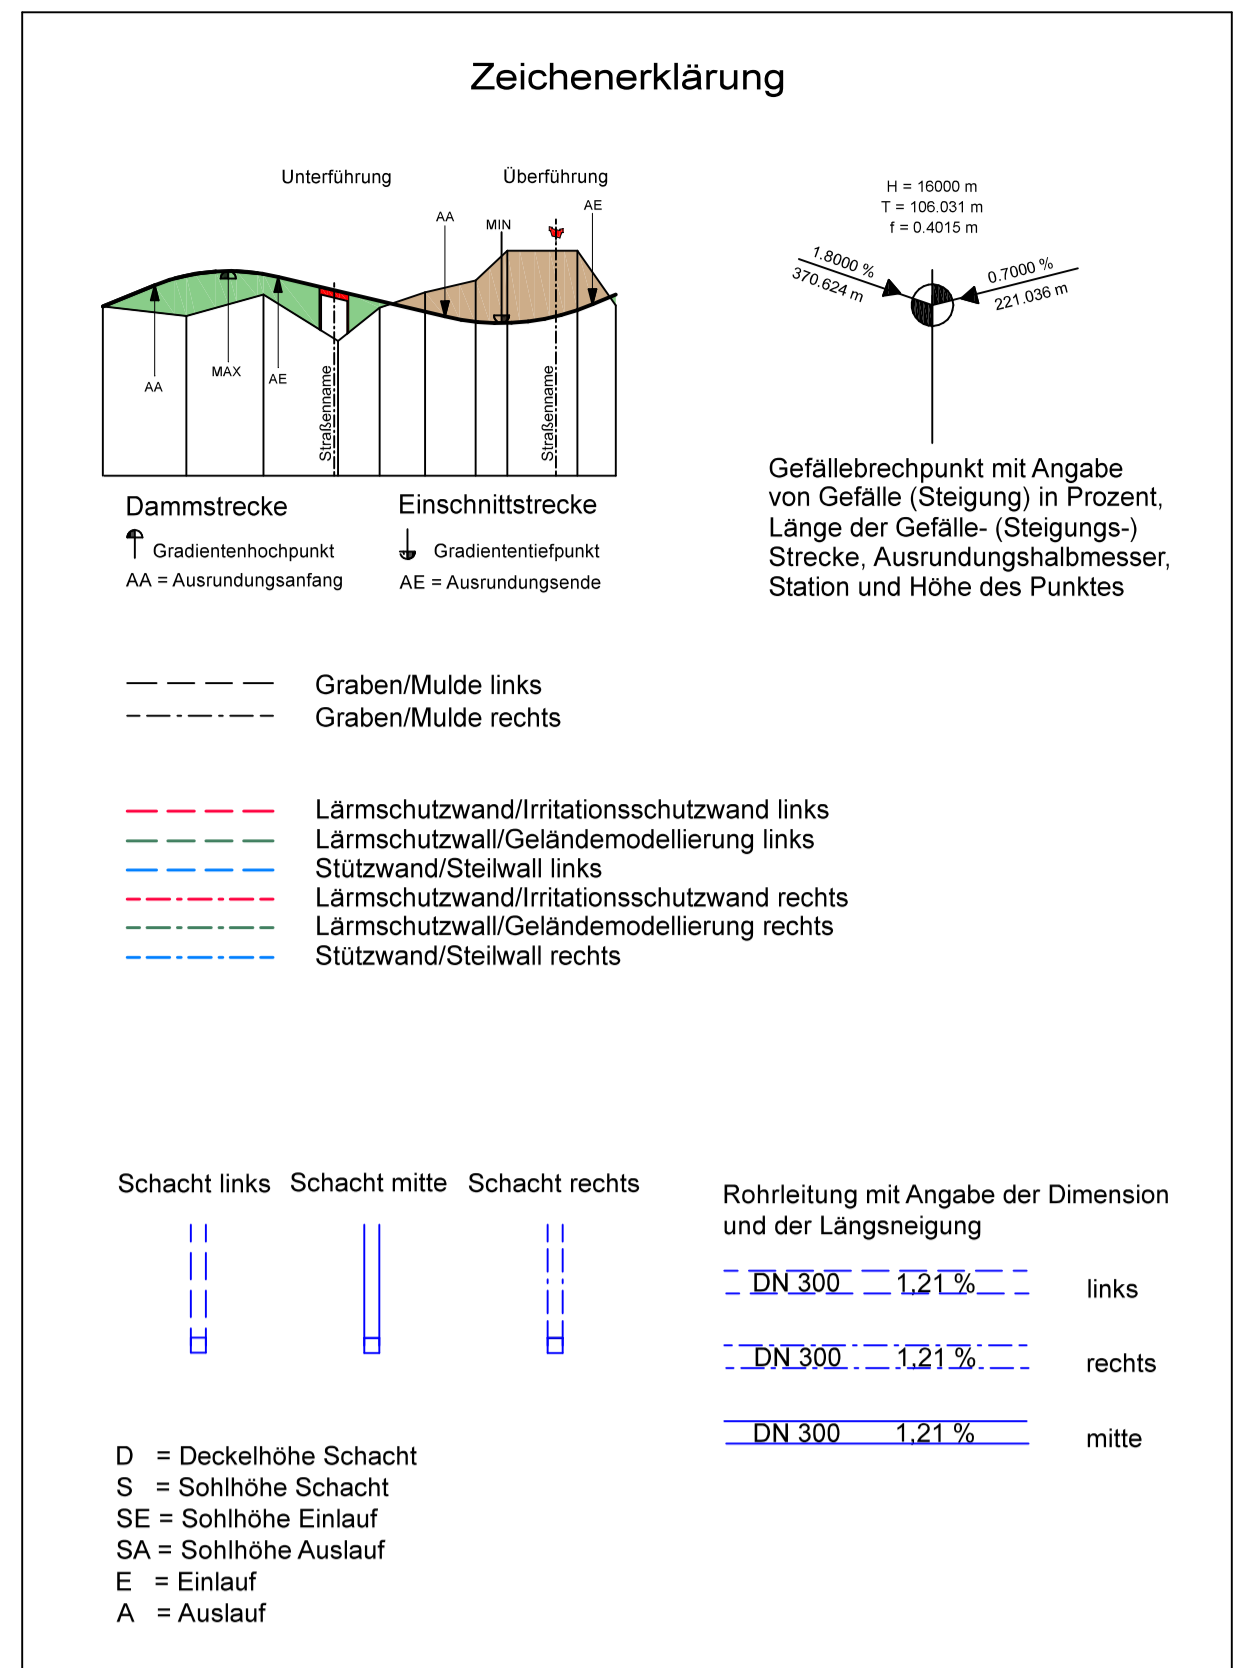 Zeichenerklärung
Unterführung
Überführung
AA
MIN
AE
AA
MAX
AE
Straßenname
Straßenname
Dammstrecke
Gradientenhochpunkt
AA = Ausrundungsanfang
Einschnittstrecke
Gradiententiefpunkt
AE = Ausrundungsende
H = 16000 m
T = 106.031 m
f = 0.4015 m
1.8000 %
370.624 m
0.7000 %
221.036 m
Gefällebrechpunkt mit Angabe
von Gefälle (Steigung) in Prozent,
Länge der Gefälle- (Steigungs-)
Strecke, Ausrundungshalbmesser,
Station und Höhe des Punktes
Graben/Mulde links
Graben/Mulde rechts
Lärmschutzwand/Irritationsschutzwand links
Lärmschutzwall/Geländemodellierung links
Stützwand/Steilwall links
Lärmschutzwand/Irritationsschutzwand rechts
Lärmschutzwall/Geländemodellierung rechts
Stützwand/Steilwall rechts
Schacht links
Schacht mitte
Schacht rechts
Rohrleitung mit Angabe der Dimension
und der Längsneigung
DN 300 1,21 % links
DN 300 1,21 % rechts
DN 300 1,21 % mitte
D = Deckelhöhe Schacht
S = Sohlhöhe Schacht
SE = Sohlhöhe Einlauf
SA = Sohlhöhe Auslauf
E = Einlauf
A = Auslauf